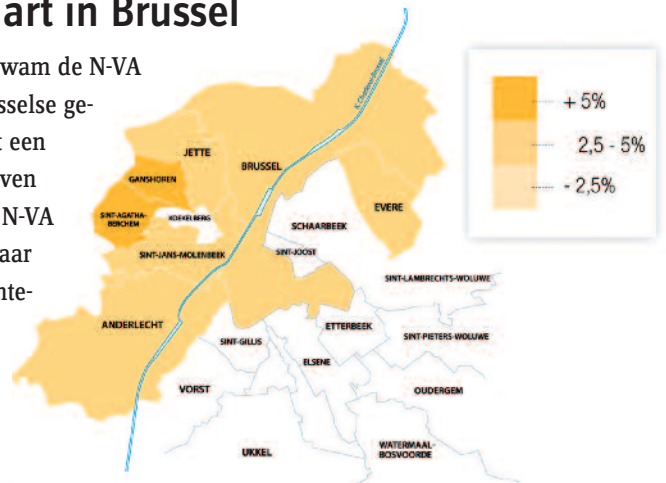 art in Brussel
wam de N-VA
sselse ge-
t een
ven
N-VA
aar
nte-
K. Charleroi-Brussel
JETTE
BRUSSEL
GANSHOREN
SINT-AGATHA-
BERCHEM
KOEKELBERG
EVERE
SCHAARBEEK
SINT-JANS-MOLENBEEK
SINT-JOOST
SINT-LAMBRECHTS-WOLUWE
ANDERLECHT
ETTERBEEK
SINT-PIETERS-WOLUWE
SINT-GILLIS
ELSENE
VORST
OUDERGEM
UKKEL
WATERMAAL-
BOSVOORDE
+ 5%
2,5 - 5%
- 2,5%